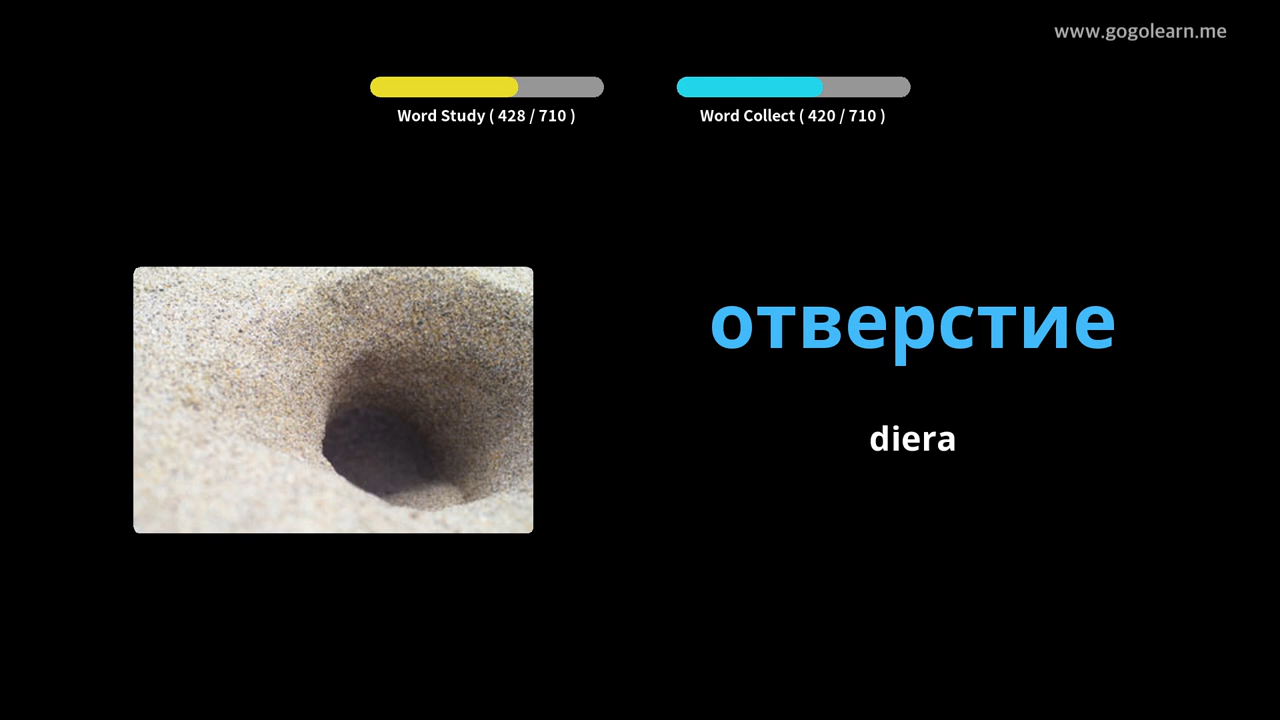 www.gogolearn.me
Word Study ( 428 / 710 )
Word Collect ( 420 / 710 )
отверстие
diera